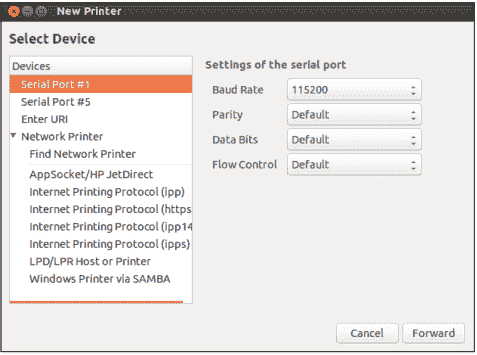 New Printer
Select Device
Devices
Serial Port #1
Serial Port #5
Enter URI
Network Printer
Find Network Printer
AppSocket/HP JetDirect
Internet Printing Protocol (ipp)
Internet Printing Protocol (https
Internet Printing Protocol (ipp14
Internet Printing Protocol (ipps)
LPD/LPR Host or Printer
Windows Printer via SAMBA
Settings of the serial port
Baud Rate 115200
Parity Default
Data Bits Default
Flow Control Default
Cancel Forward